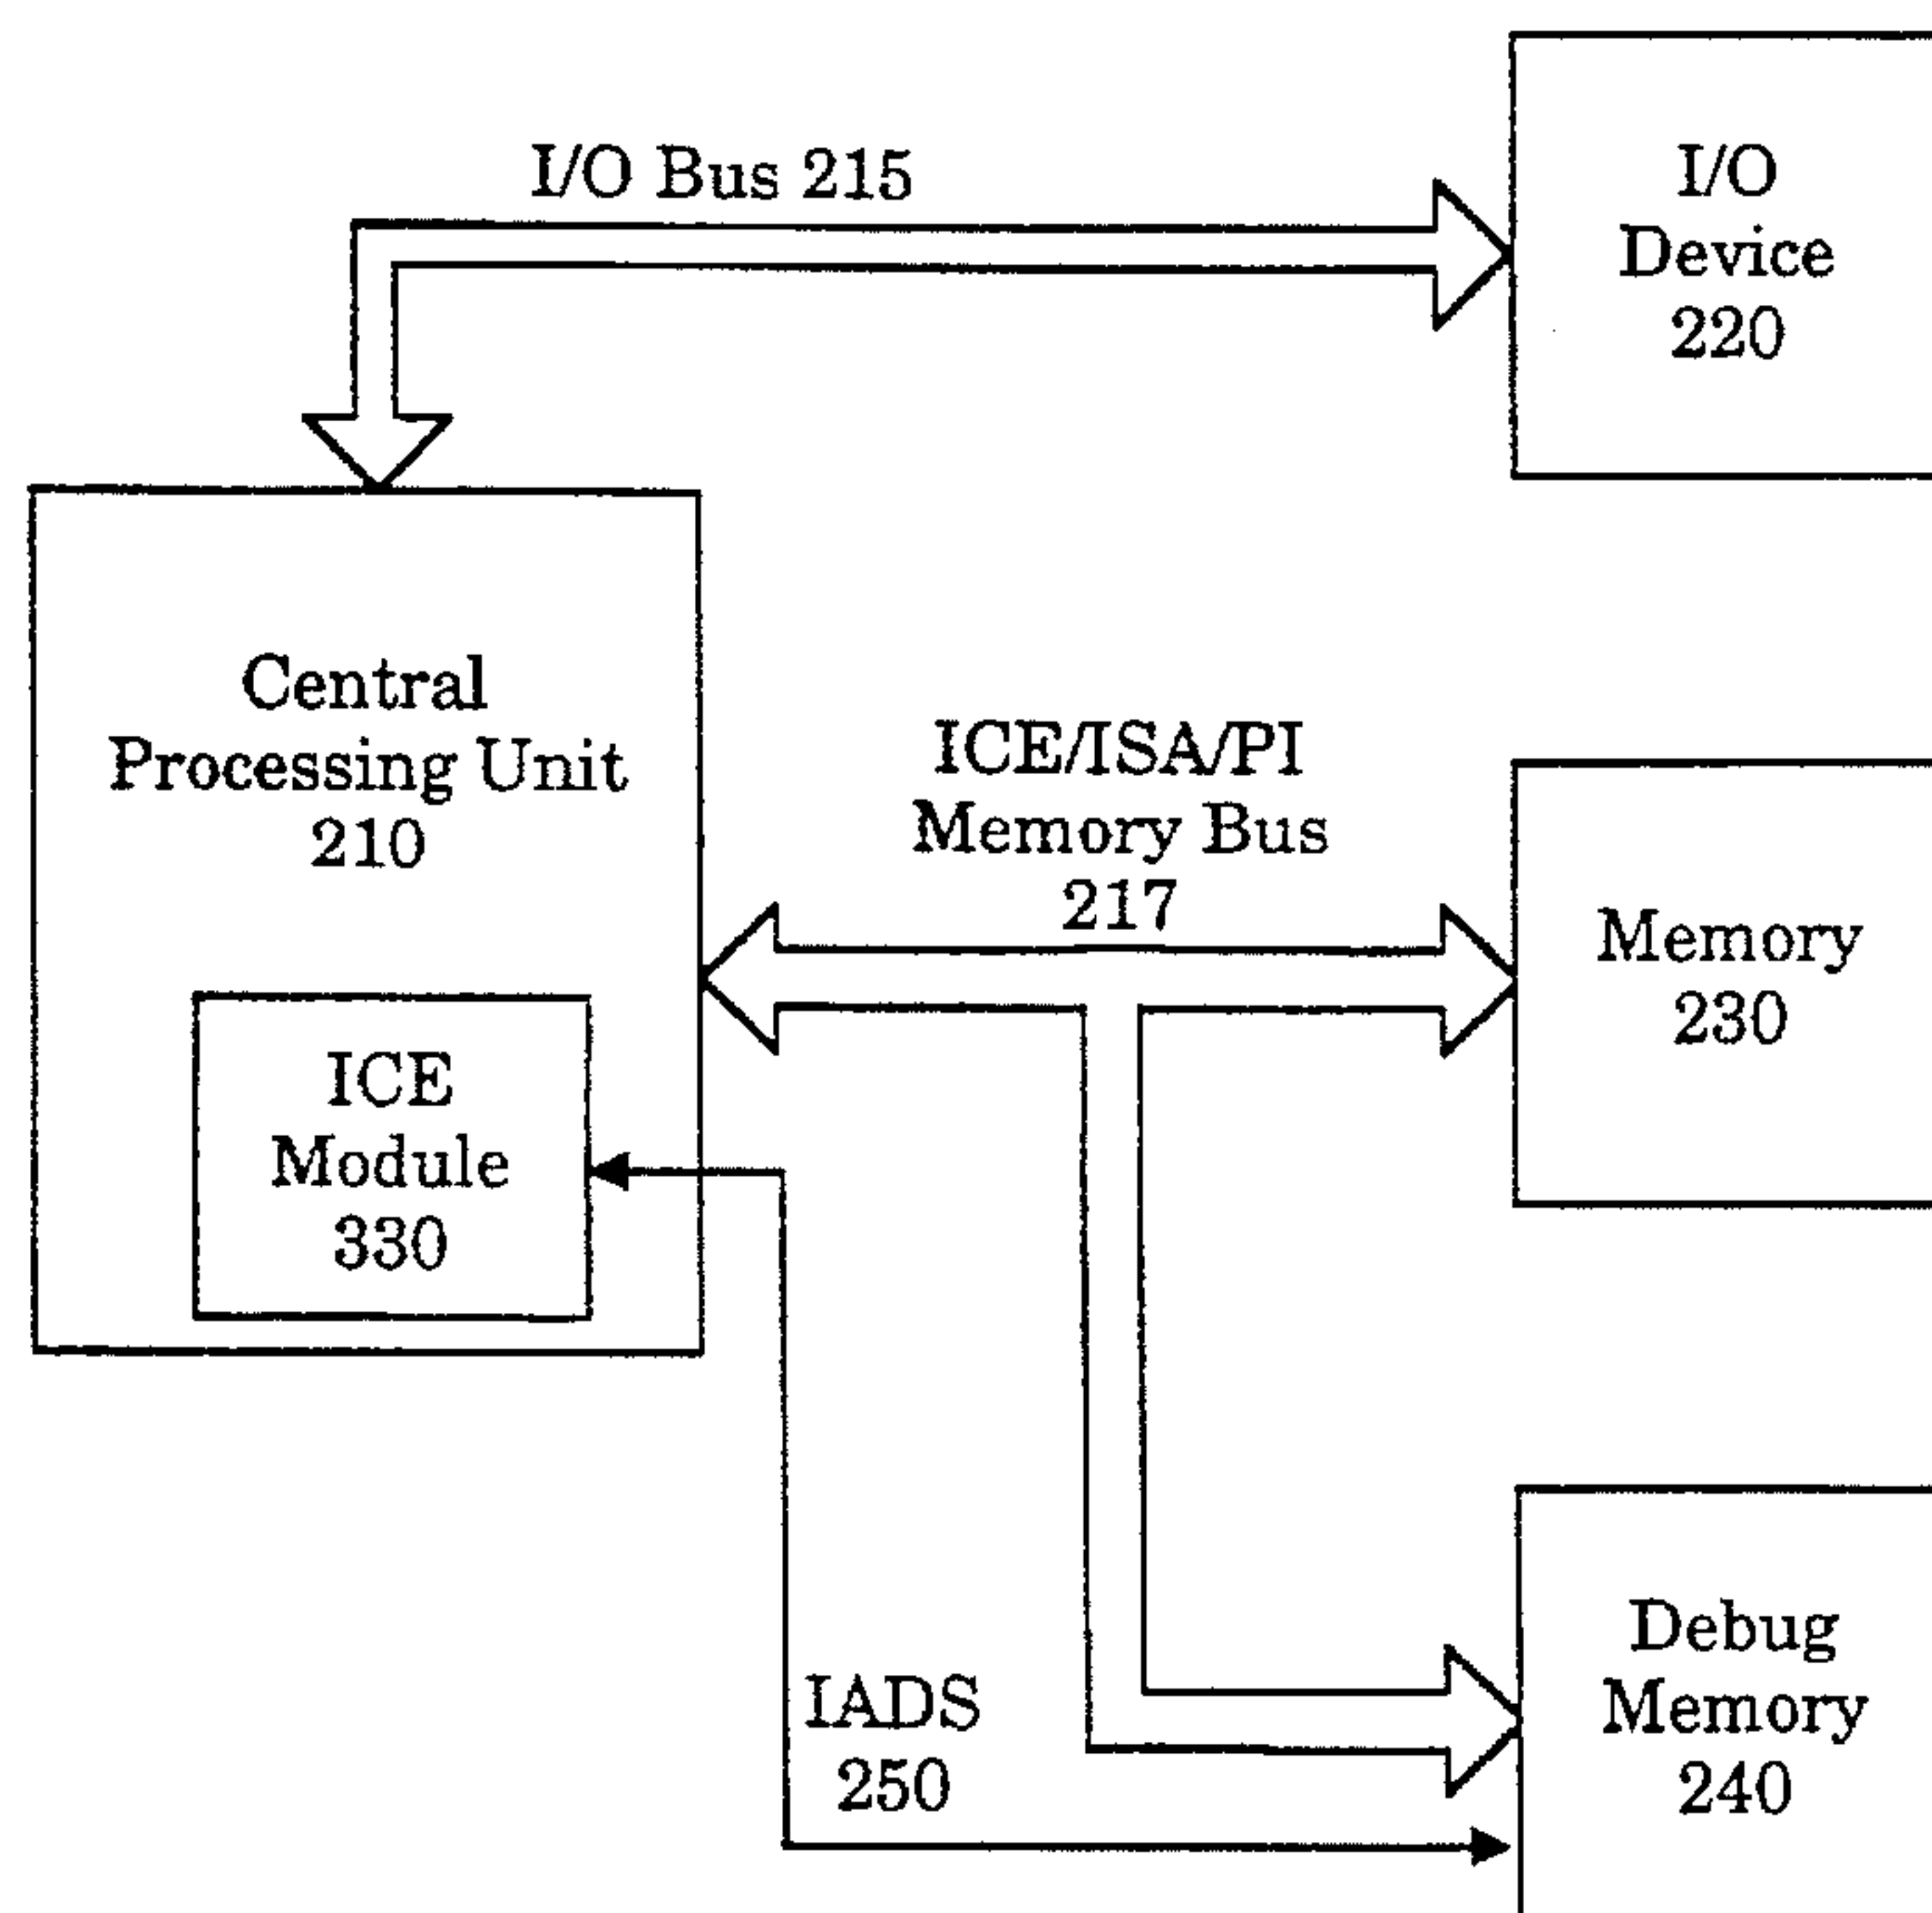 I/O Bus 215
I/O
Device
220
Central
Processing Unit
210
ICE/ISA/PI
Memory Bus
217
Memory
230
ICE
Module
330
Debug
Memory
240
IADS
250